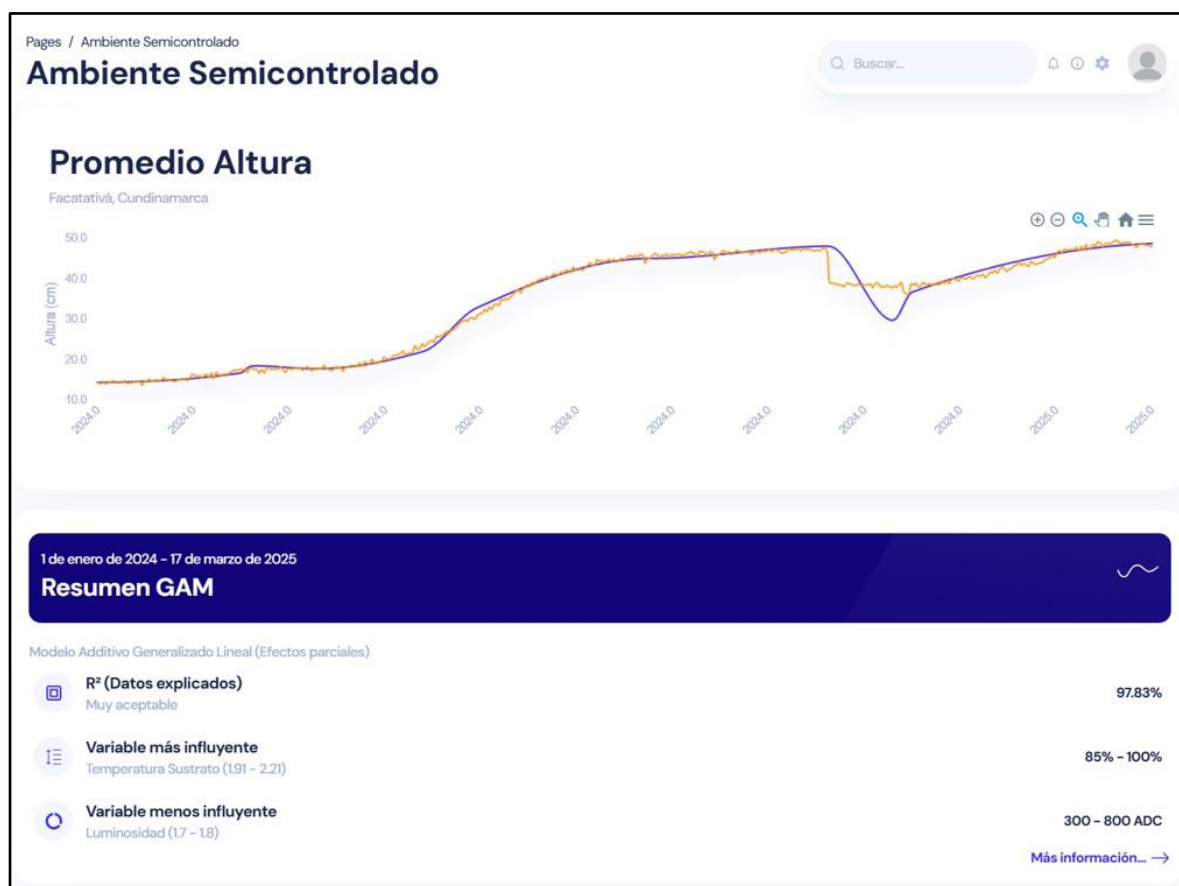 Pages / Ambiente Semicontrolado
Ambiente Semicontrolado
Buscar...
Promedio Altura
Facatativá, Cundinamarca
50.0
40.0
30.0
20.0
10.0
Altura (cm)
2024.0
2024.0
2024.0
2024.0
2024.0
2024.0
2024.0
2024.0
2024.0
2024.0
2025.0
2025.0
1 de enero de 2024 - 17 de marzo de 2025
Resumen GAM
Modelo Additivo Generalizado Lineal (Efectos parciales)
R² (Datos explicados)
Muy aceptable
97.83%
Variable más influyente
Temperatura Sustrato (1.91 - 2.21)
85% - 100%
Variable menos influyente
Luminosidad (1.7 - 1.8)
300 - 800 ADC
Más información...